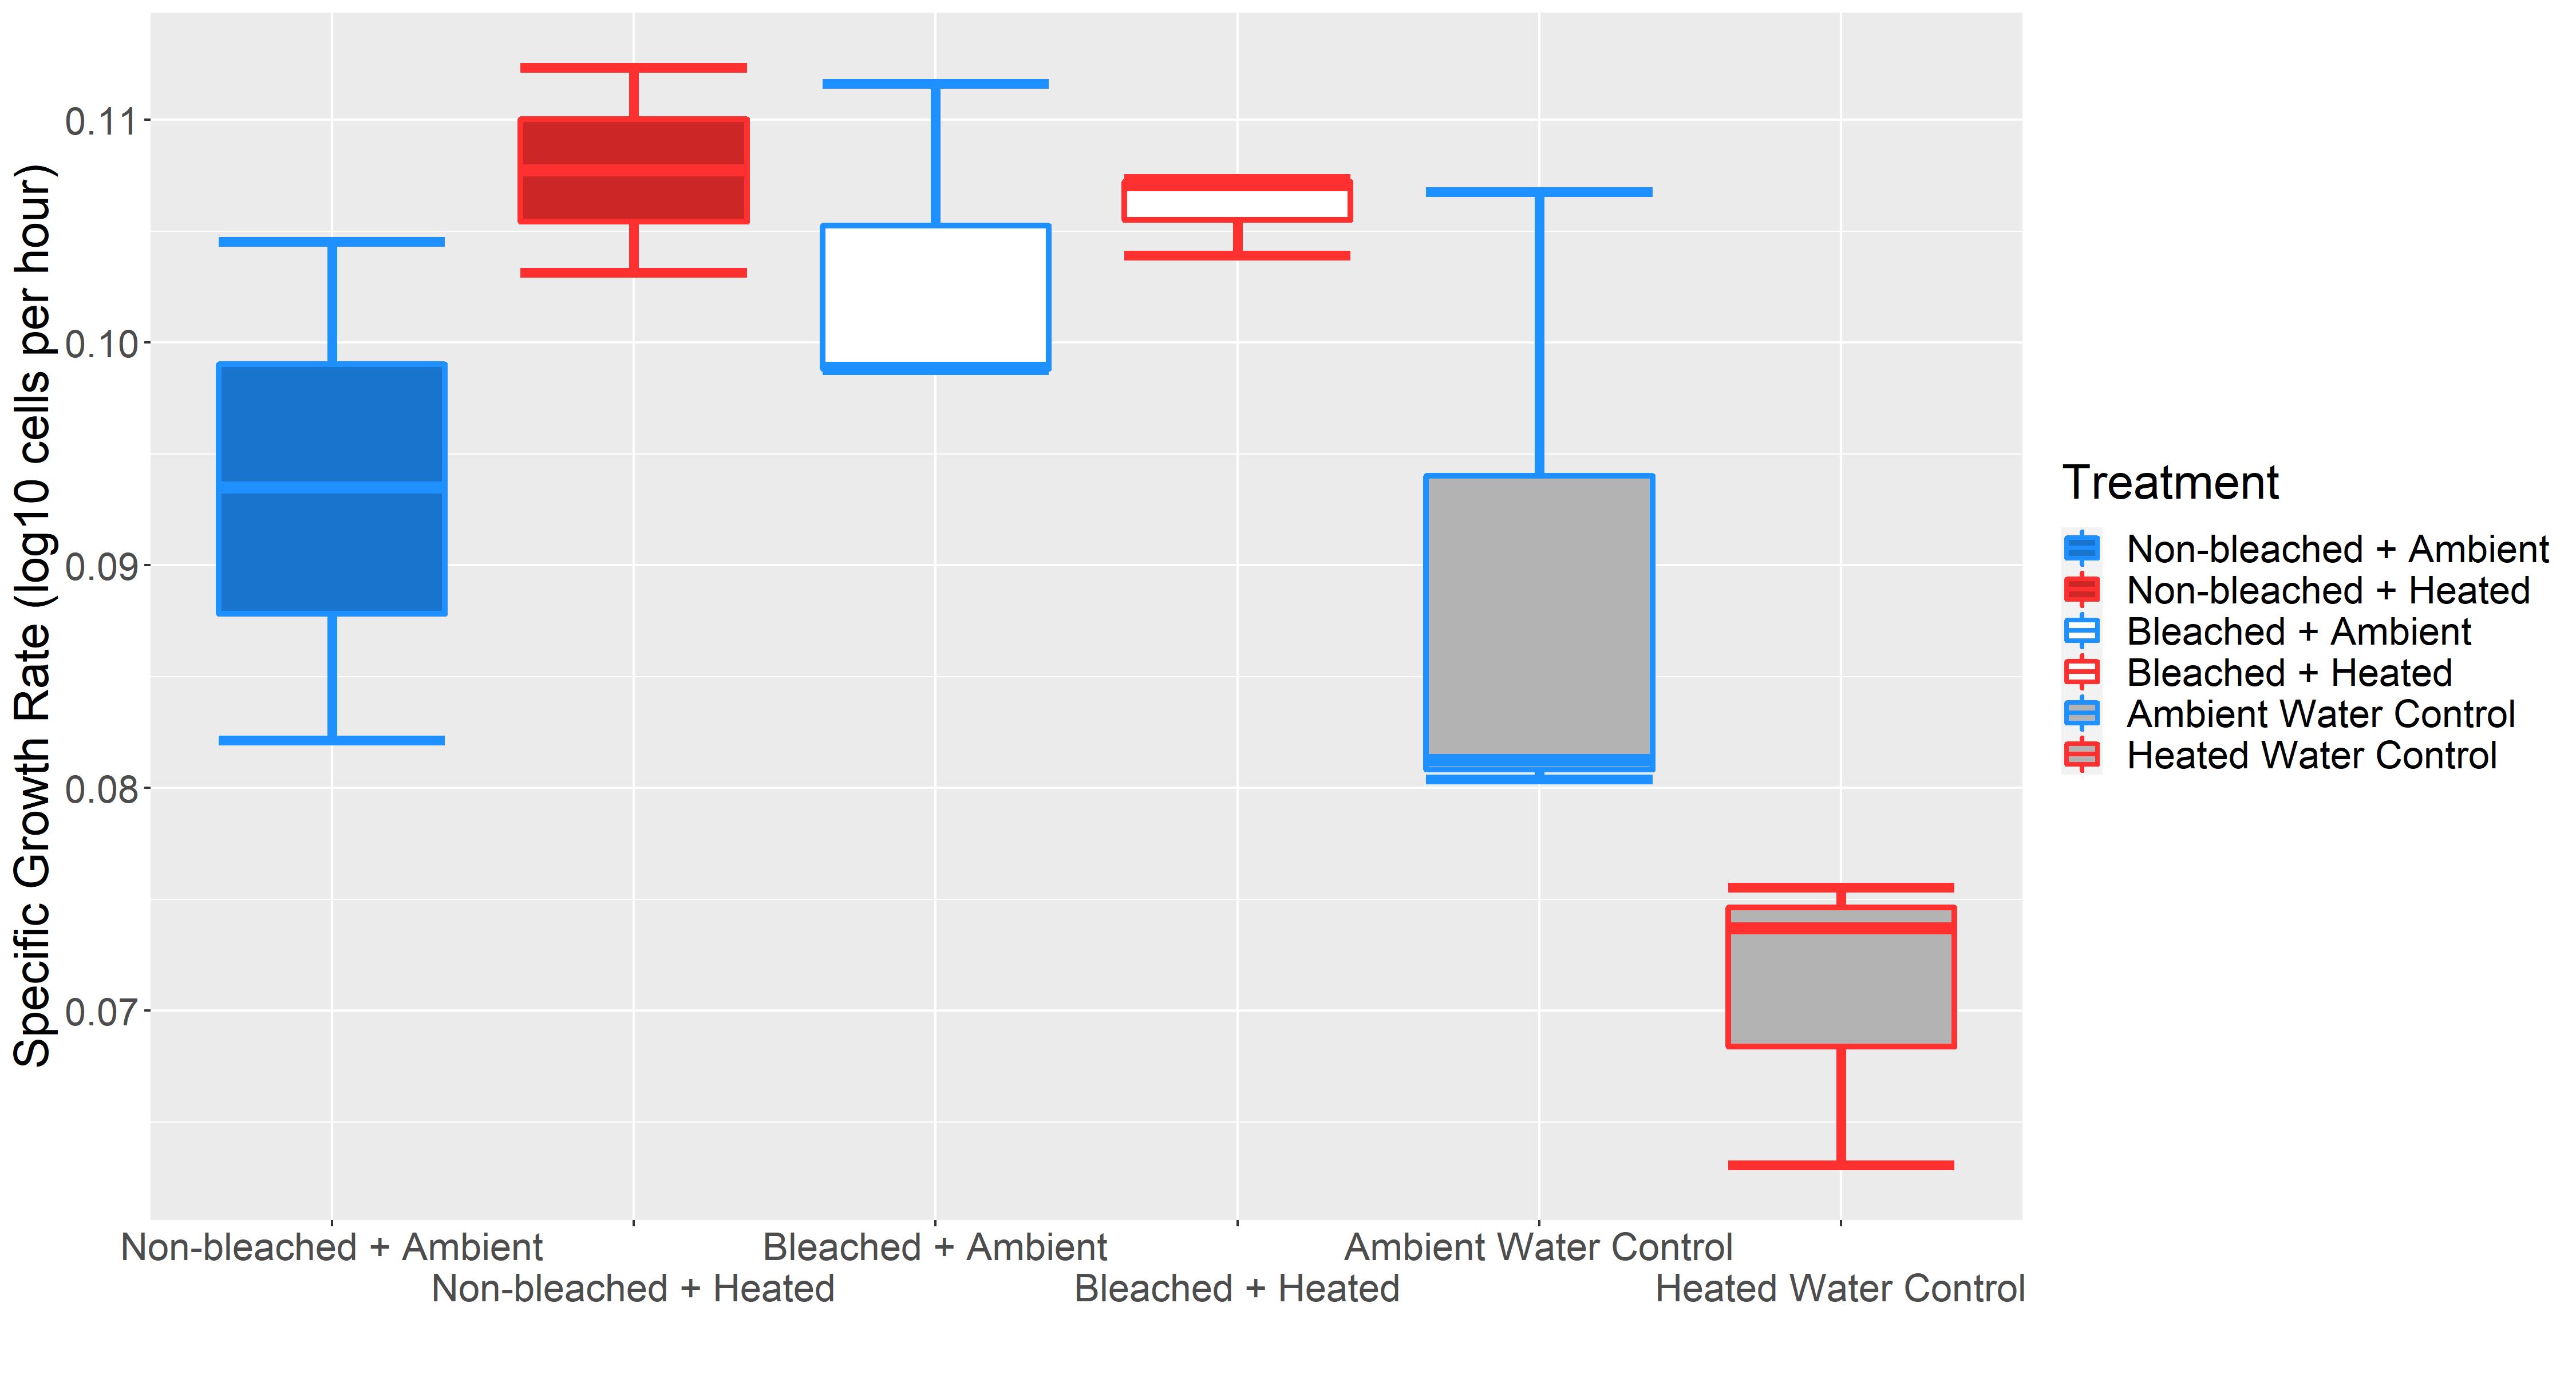 Specific Growth Rate (log10 cells per hour)
0.11
0.10
0.09
0.08
0.07
Non-bleached + Ambient
Bleached + Ambient
Ambient Water Control
Non-bleached + Heated
Bleached + Heated
Heated Water Control
Treatment
Non-bleached + Ambient
Non-bleached + Heated
Bleached + Ambient
Bleached + Heated
Ambient Water Control
Heated Water Control